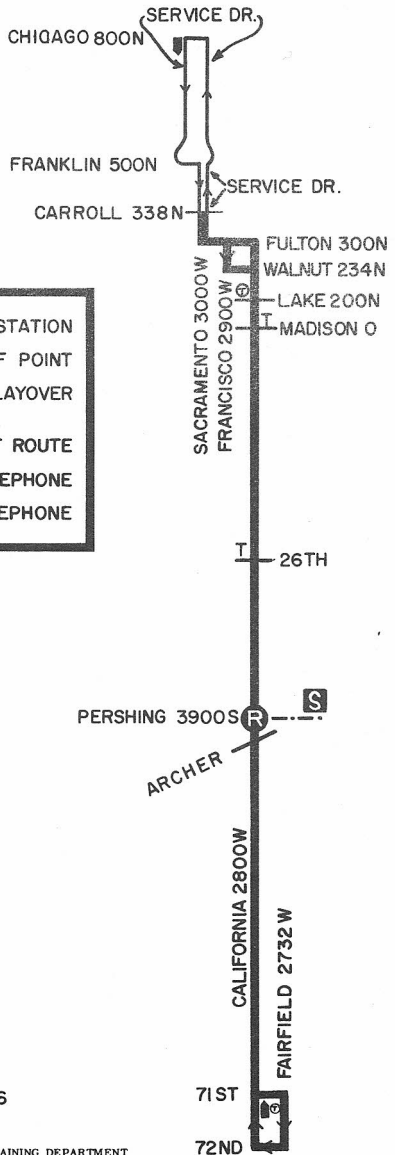 SERVICE DR.
CHICAGO 800N
FRANKLIN 500N
SERVICE DR.
CARROLL 338N
FULTON 300N
WALNUT 234N
T
LAKE 200N
T
MADISON 0
SACRAMENTO 3000W
FRANCISCO 2900W
STATION
F POINT
LAYOVER
ROUTE
EPHONE
EPHONE
T
26TH
S
PERSHING 3900S
R
ARCHER
CALIFORNIA 2800W
FAIRFIELD 2732 W
71ST
T
6
72ND
AINING DEPARTMENT